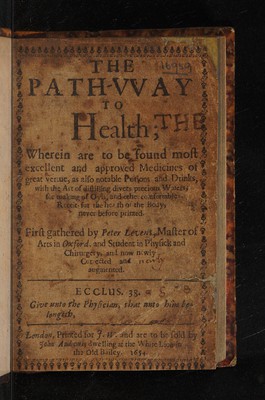 THE
PATH-VVAY
TO
Health;
THE
Wherein are to be found most
excellent and approved Medicines of
great vertue, as also notable Potions and Drinks,
with the Art of distilling divers precious Waters,
for making of Oyls, and other comfortable
for the health of the Body,
never before printed.
First gathered by Peter Levens, Master of
Arts in Oxford, and Student in Physick and
Chirurgery, and now newly
Corrected and
augmented.
ECCLUS. 38.
Give unto the Physician, that unto him be-
longeth,
London, Printed for J. W. and are to be sold by
John dwelling at the White Lion in
the Old Bailey. 1654.